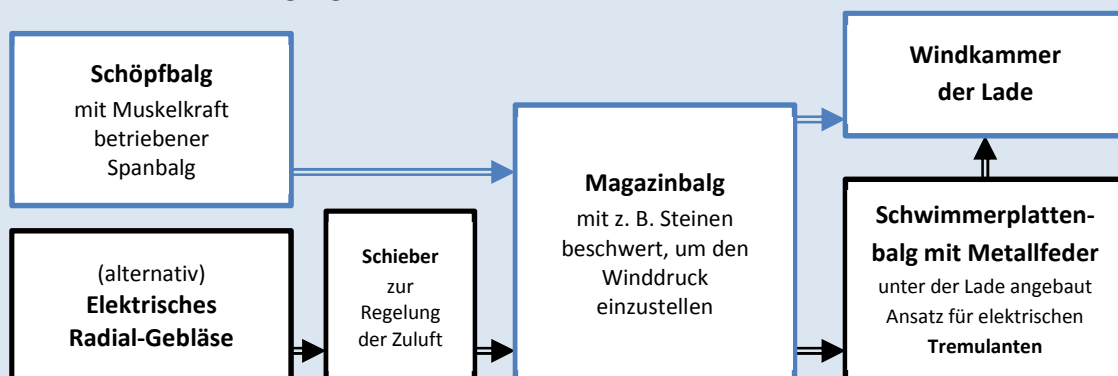 Schöpfbalg
mit Muskelkraft
betriebener
Spanbalg
(alternativ)
Elektrisches
Radial-Gebläse
Schieber
zur
Regelung
der Zuluft
Magazinbalg
mit z. B. Steinen
beschwert, um den
Winddruck
einzustellen
Windkammer
der Lade
Schwimmerplatten-
balg mit Metallfeder
unter der Lade angebaut
Ansatz für elektrischen
Tremulanten